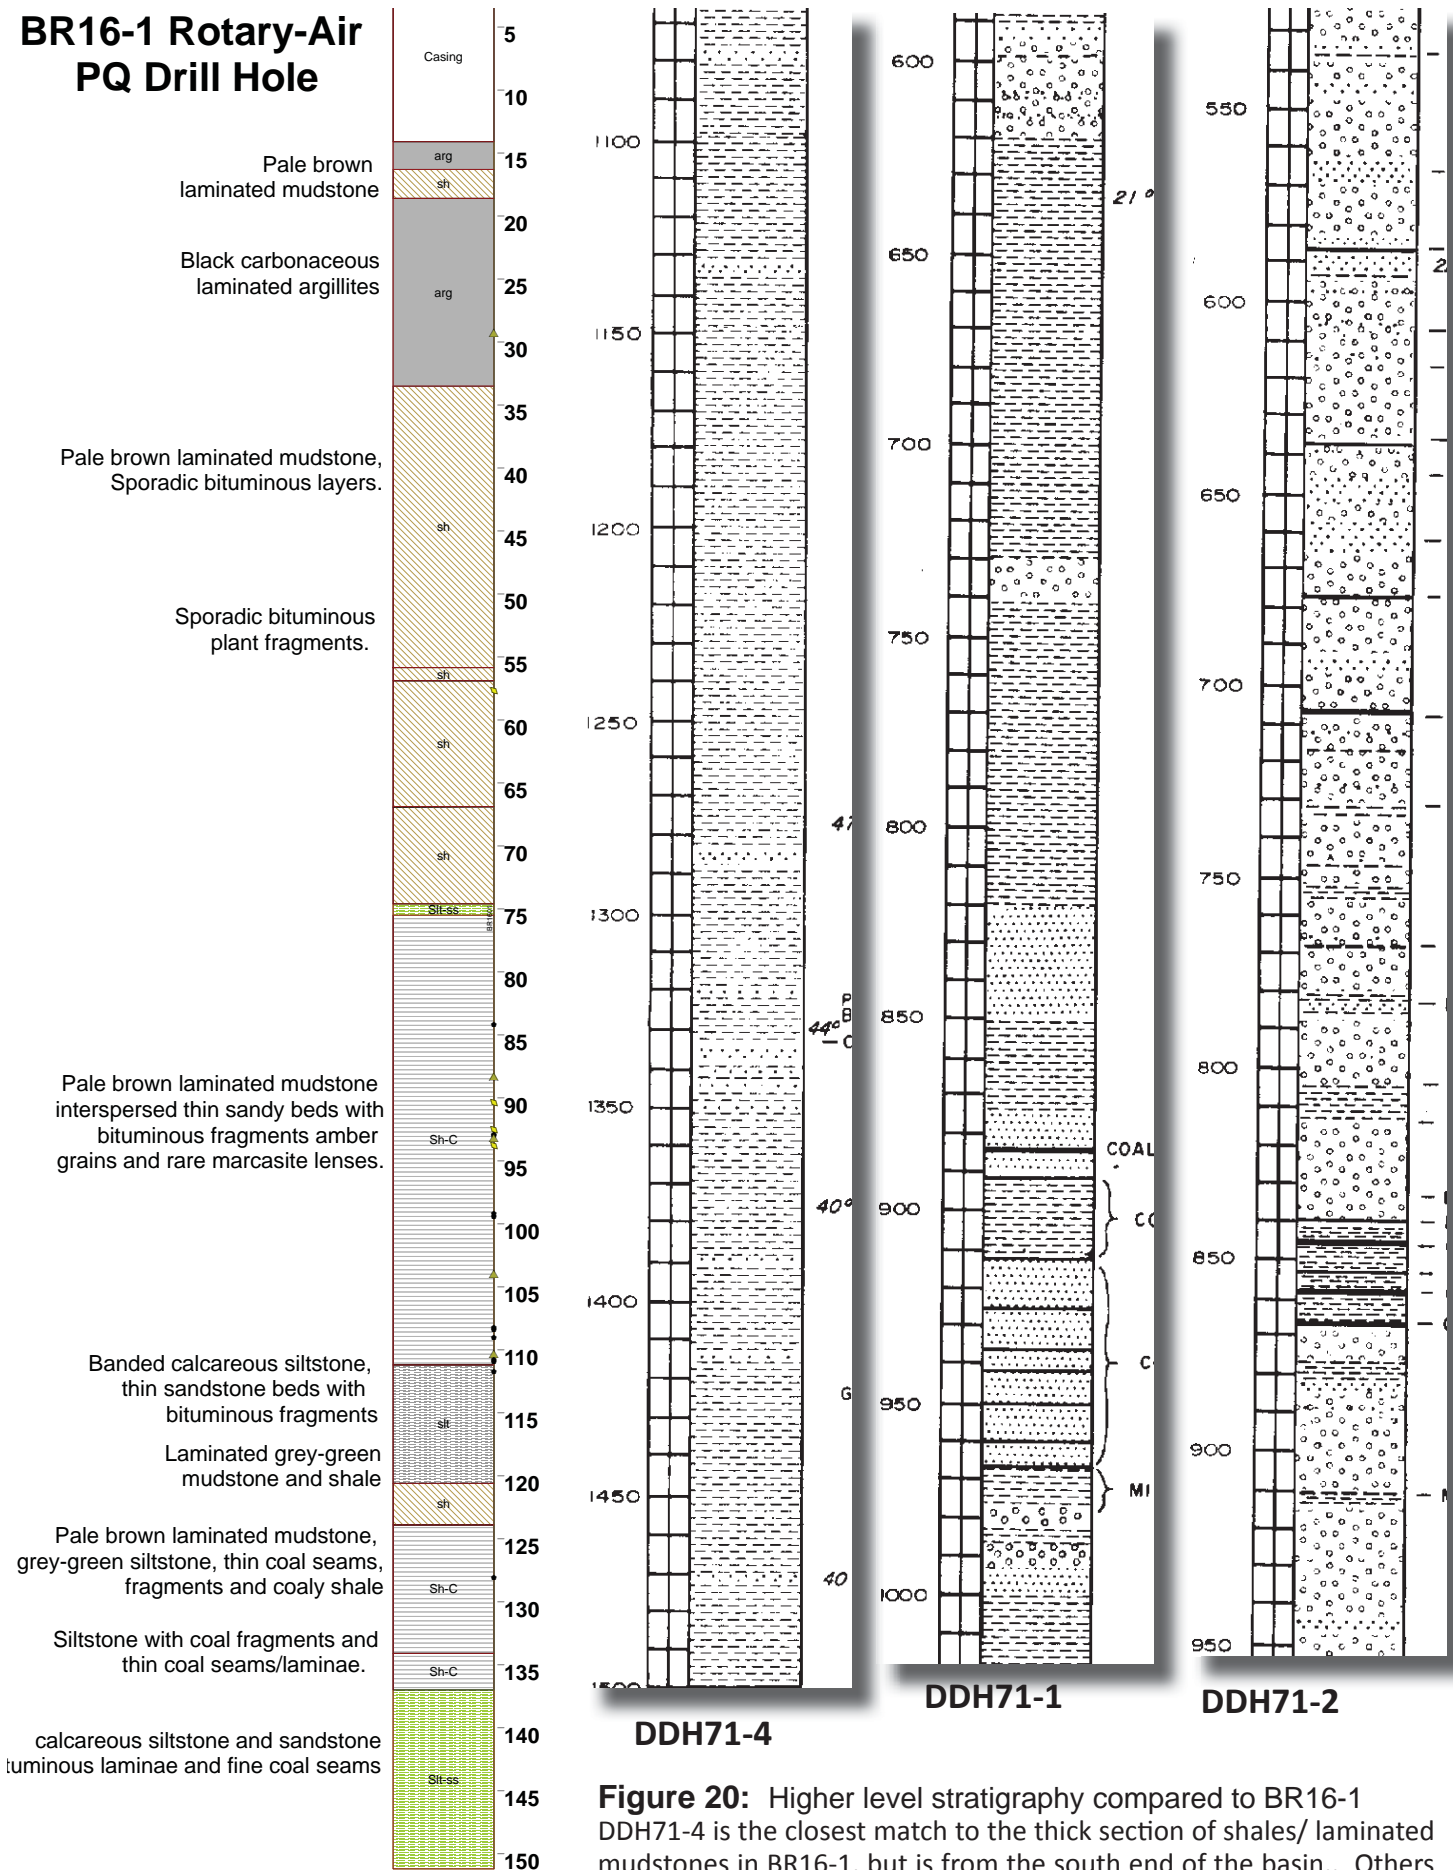 BR16-1 Rotary-Air
PQ Drill Hole
Pale brown
laminated mudstone
Black carbonaceous
laminated argillites
Pale brown laminated mudstone,
Sporadic bituminous layers.
Sporadic bituminous
plant fragments.
Pale brown laminated mudstone
interspersed thin sandy beds with
bituminous fragments amber
grains and rare marcasite lenses.
Banded calcareous siltstone,
thin sandstone beds with
bituminous fragments
Laminated grey-green
mudstone and shale
Pale brown laminated mudstone,
grey-green siltstone, thin coal seams,
fragments and coaly shale
Siltstone with coal fragments and
thin coal seams/laminae.
calcareous siltstone and sandstone
tuminous laminae and fine coal seams
Casing
arg
sh
arg
sh
sh
sh
sh
Slt-ss
Sh-C
slt
sh
Sh-C
Sh-C
Slt-ss
5
10
15
20
25
30
35
40
45
50
55
60
65
70
75
80
85
90
95
100
105
110
115
120
125
130
135
140
145
150
1100
1150
1200
1250
1300
1350
1400
1450
1500
47
P
B
44°
C
40°
G
40
DDH71-4
600
650
700
750
800
850
900
950
1000
21°
COAL
CO
C
MI
DDH71-1
550
600
650
700
750
800
850
900
950
2
DDH71-2
Figure 20: Higher level stratigraphy compared to BR16-1
DDH71-4 is the closest match to the thick section of shales/ laminated
mudstones in BR16-1, but is from the south end of the basin.. Others